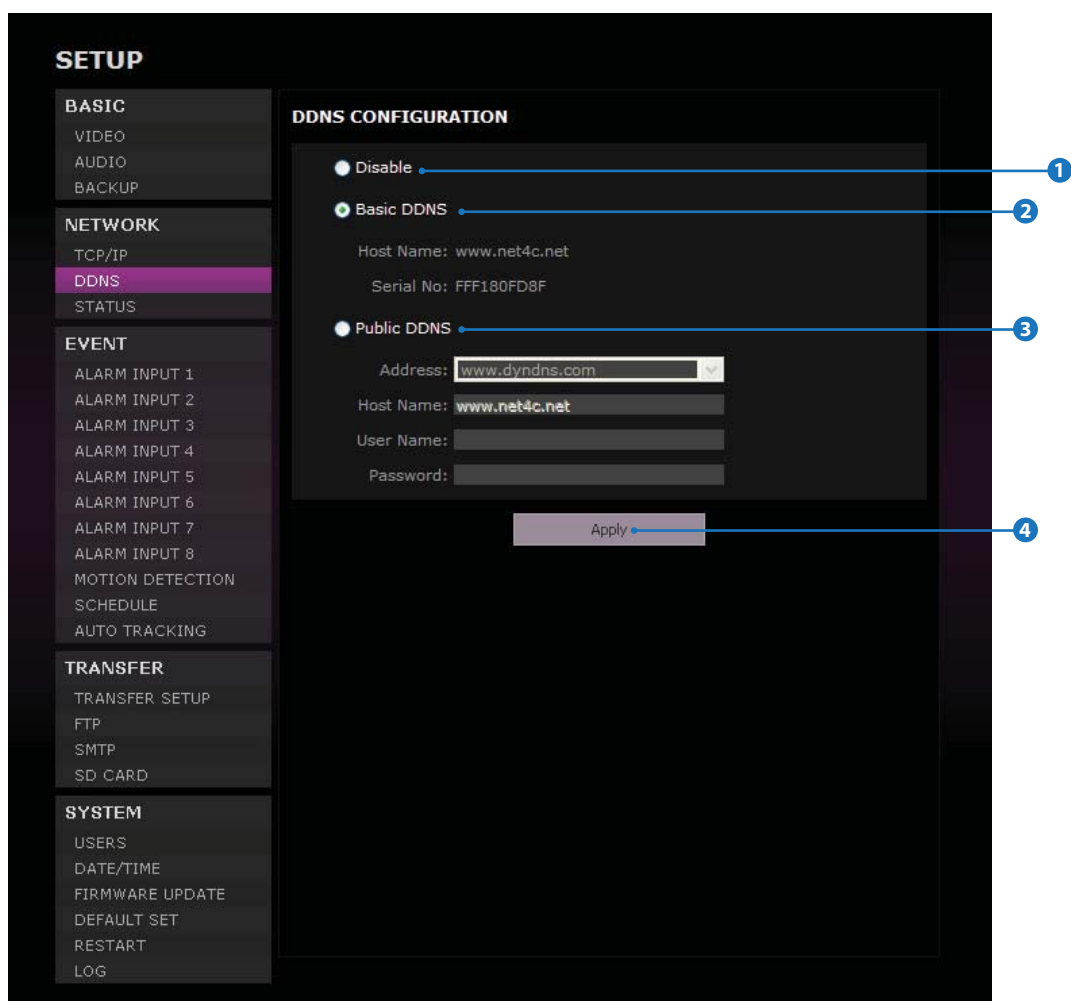 SETUP
BASIC
VIDEO
AUDIO
BACKUP
NETWORK
TCP/IP
DDNS
STATUS
EVENT
ALARM INPUT 1
ALARM INPUT 2
ALARM INPUT 3
ALARM INPUT 4
ALARM INPUT 5
ALARM INPUT 6
ALARM INPUT 7
ALARM INPUT 8
MOTION DETECTION
SCHEDULE
AUTO TRACKING
TRANSFER
TRANSFER SETUP
FTP
SMTP
SD CARD
SYSTEM
USERS
DATE/TIME
FIRMWARE UPDATE
DEFAULT SET
RESTART
LOG
DDNS CONFIGURATION
Disable 1
Basic DDNS 2
Host Name: www.net4c.net
Serial No: FFF180FD8F
Public DDNS 3
Address: www.dyndns.com
Host Name: www.net4c.net
User Name:
Password:
Apply 4